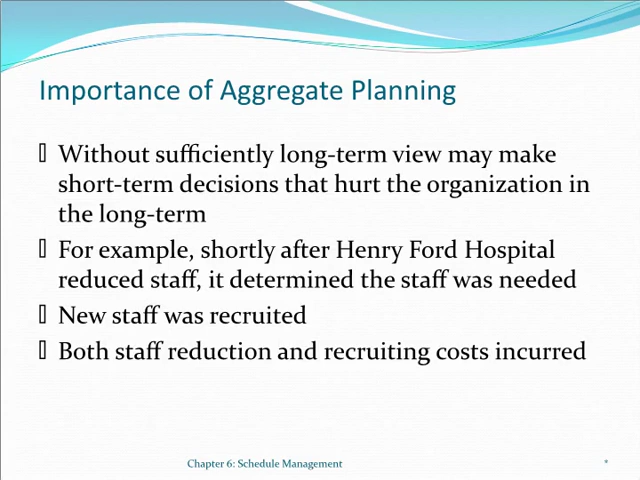 Importance of Aggregate Planning
Without sufficiently long-term view may make
short-term decisions that hurt the organization in
the long-term
For example, shortly after Henry Ford Hospital
reduced staff, it determined the staff was needed
New staff was recruited
Both staff reduction and recruiting costs incurred
Chapter 6: Schedule Management
*